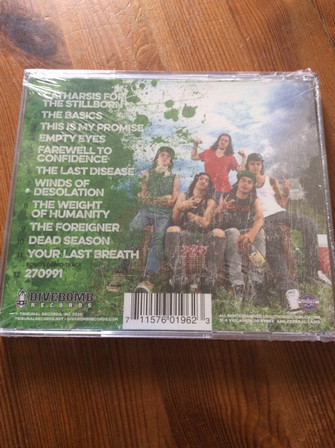 CATHARSIS FOR
THE STILLBORN
THE BASICS
THIS IS MY PROMISE
EMPTY EYES
FAREWELL TO
CONFIDENCE
THE LAST DISEASE
WINDS OF
DESOLATION
THE WEIGHT
OF HUMANITY
THE FOREIGNER
DEAD SEASON
YOUR LAST BREATH
270991
DIVEBOMB
RECORDS
7 11576 01962 3